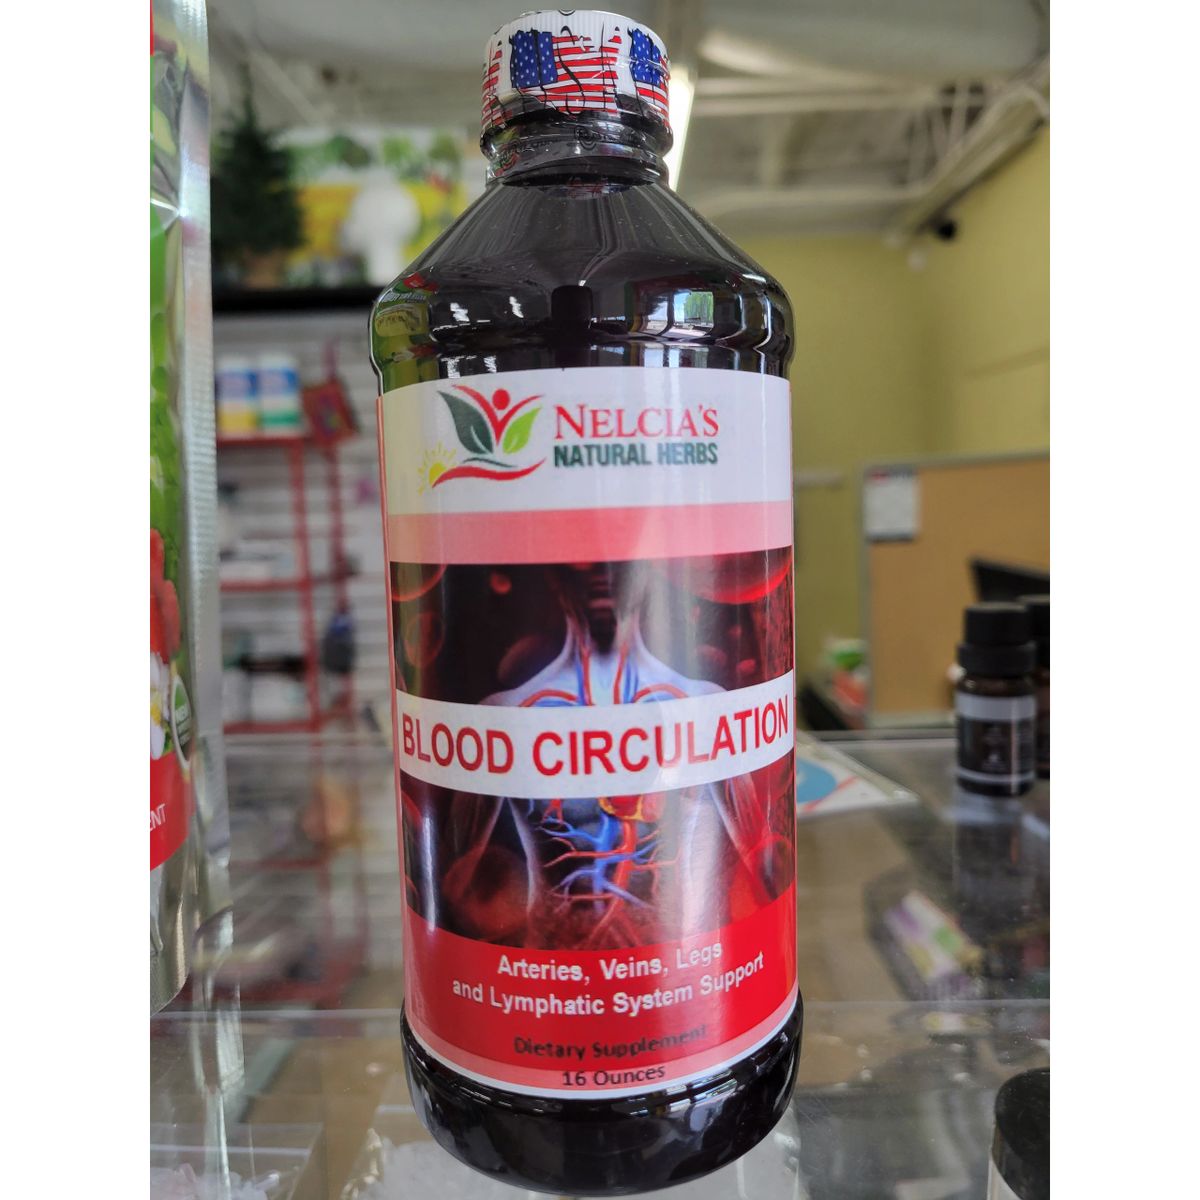 NELCIA'S
NATURAL HERBS
BLOOD CIRCULATION
Arteries, Veins, Legs
and Lymphatic System Support
Dietary Supplement
16 Ounces